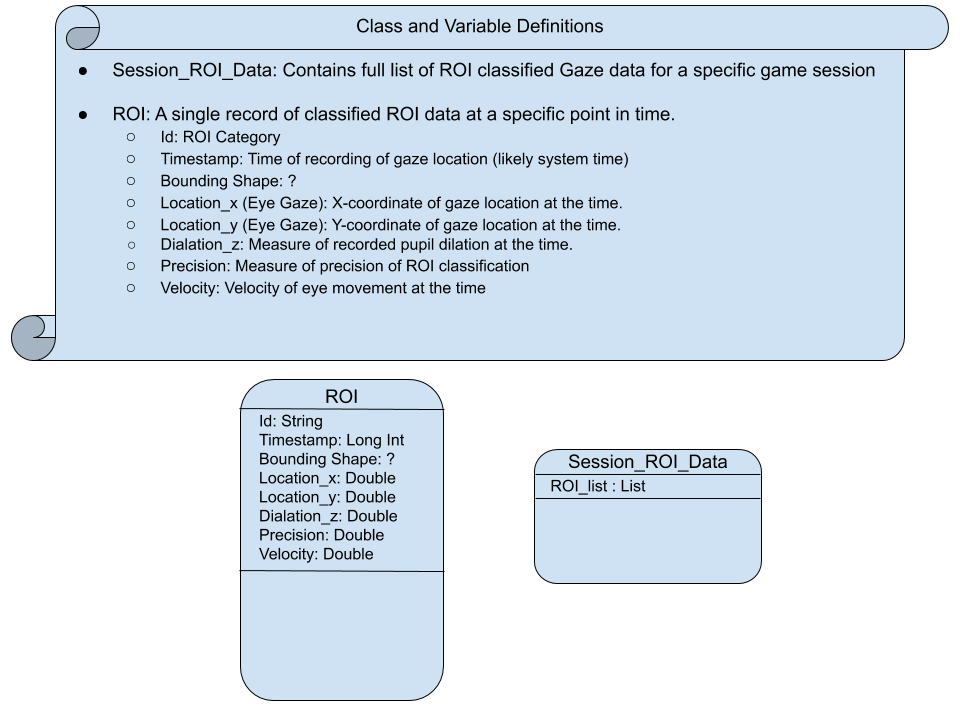 Class and Variable Definitions
● Session_ROI_Data: Contains full list of ROI classified Gaze data for a specific game session
● ROI: A single record of classified ROI data at a specific point in time.
○ Id: ROI Category
○ Timestamp: Time of recording of gaze location (likely system time)
○ Bounding Shape: ?
○ Location_x (Eye Gaze): X-coordinate of gaze location at the time.
○ Location_y (Eye Gaze): Y-coordinate of gaze location at the time.
○ Dialation_z: Measure of recorded pupil dilation at the time.
○ Precision: Measure of precision of ROI classification
○ Velocity: Velocity of eye movement at the time
ROI
Id: String
Timestamp: Long Int
Bounding Shape: ?
Location_x: Double
Location_y: Double
Dialation_z: Double
Precision: Double
Velocity: Double
Session_ROI_Data
ROI_list : List